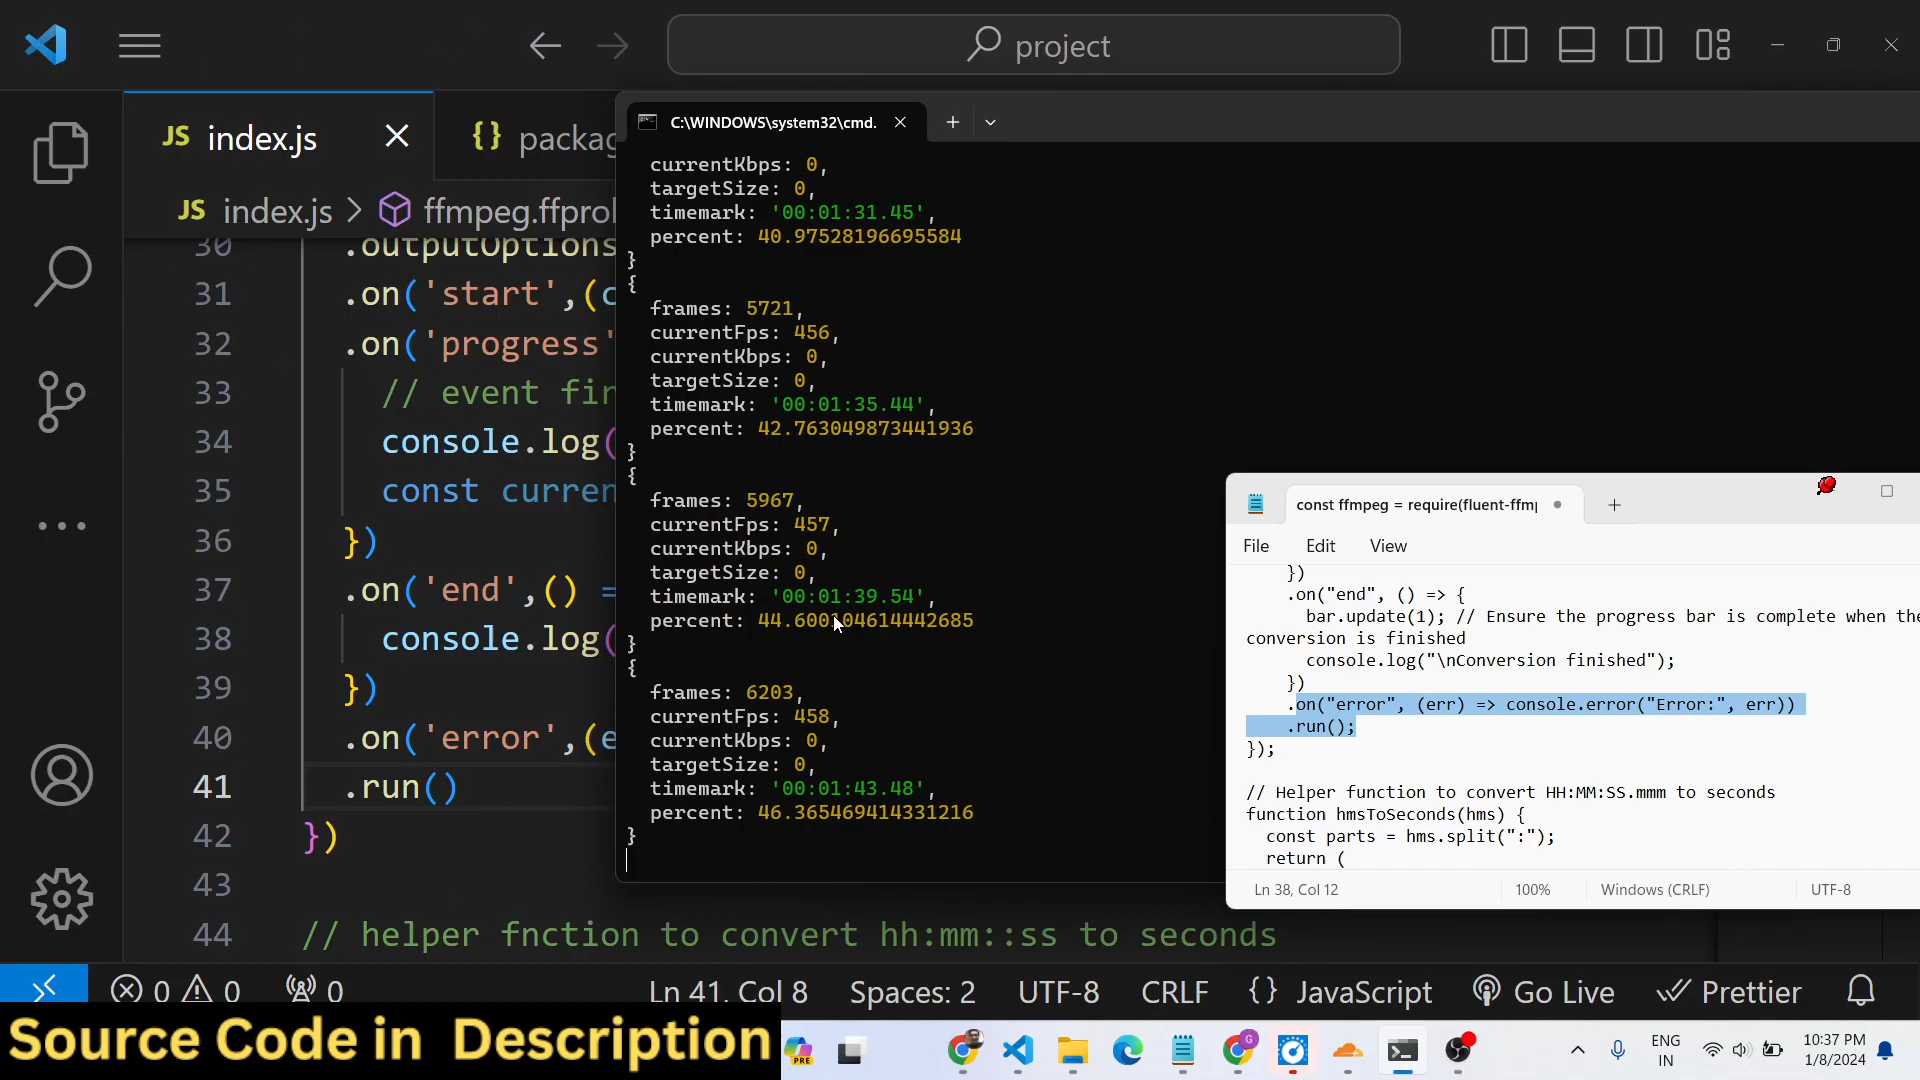 project
JS index.js
{} packag
C:\WINDOWS\system32\cmd.
JS index.js > ffmpeg.ffprol
30 .outputOptions
31 .on('start',(c
32 .on('progress'
33 // event fir
34 console.log(
35 const curren
36 })
37 .on('end',() =
38 console.log(
39 })
40 .on('error',(e
41 .run()
42 })
43
44 // helper fnction to convert hh:mm::ss to seconds
currentKbps: 0,
targetSize: 0,
timemark: '00:01:31.45',
percent: 40.97528196695584
}
{
frames: 5721,
currentFps: 456,
currentKbps: 0,
targetSize: 0,
timemark: '00:01:35.44',
percent: 42.763049873441936
}
{
frames: 5967,
currentFps: 457,
currentKbps: 0,
targetSize: 0,
timemark: '00:01:39.54',
}
{
frames: 6203,
currentFps: 458,
currentKbps: 0,
targetSize: 0,
timemark: '00:01:43.48',
percent: 46.365469414331216
}
const ffmpeg = require(fluent-ffm
File Edit View
})
.on("end", () => {
bar.update(1); // Ensure the progress bar is complete when the
conversion is finished
console.log("\nConversion finished");
})
.on("error", (err) => console.error("Error:", err))
.run();
});
// Helper function to convert HH:MM:SS.mmm to seconds
function hmsToSeconds(hms) {
const parts = hms.split(":");
return (
Ln 38, Col 12 100% Windows (CRLF) UTF-8
0 0 0 Ln 41, Col 8 Spaces: 2 UTF-8 CRLF {} JavaScript Go Live Prettier
Source Code in Description
PRE
G
ENG
IN
10:37 PM
1/8/2024